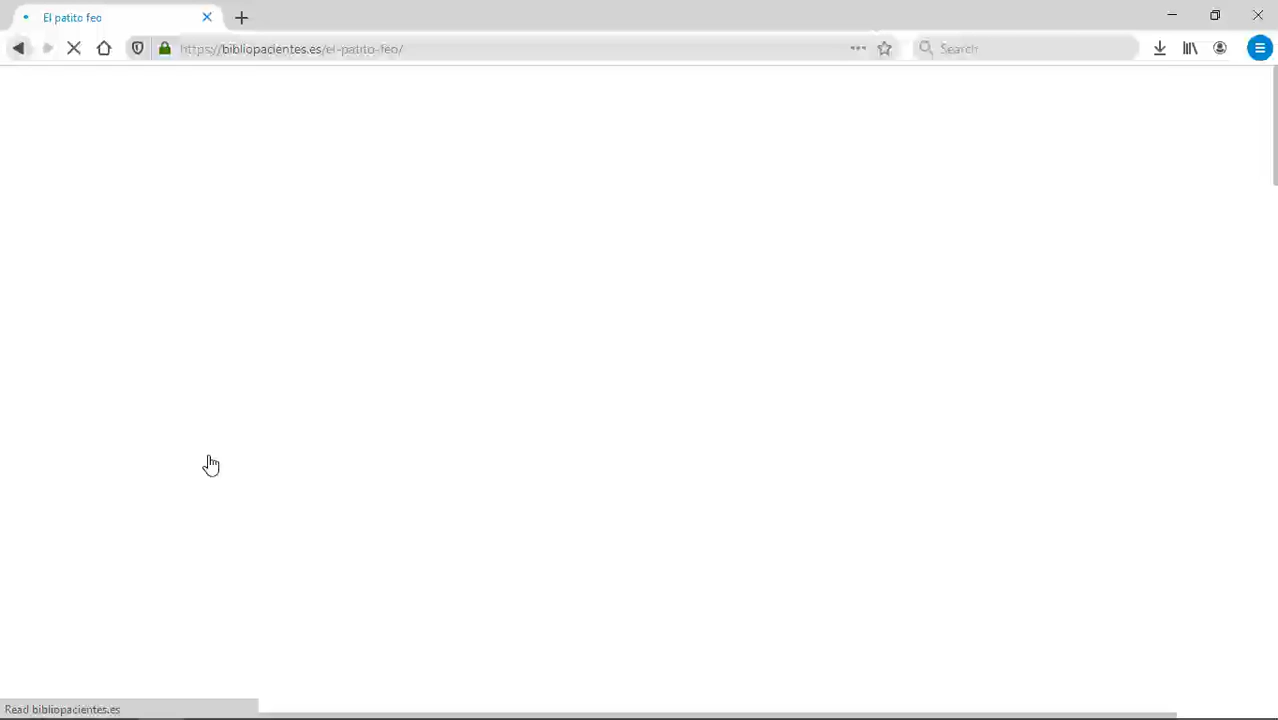 El patito feo
https://bibliopacientes.es/el-patito-feo/
Search
Read bibliopacientes.es